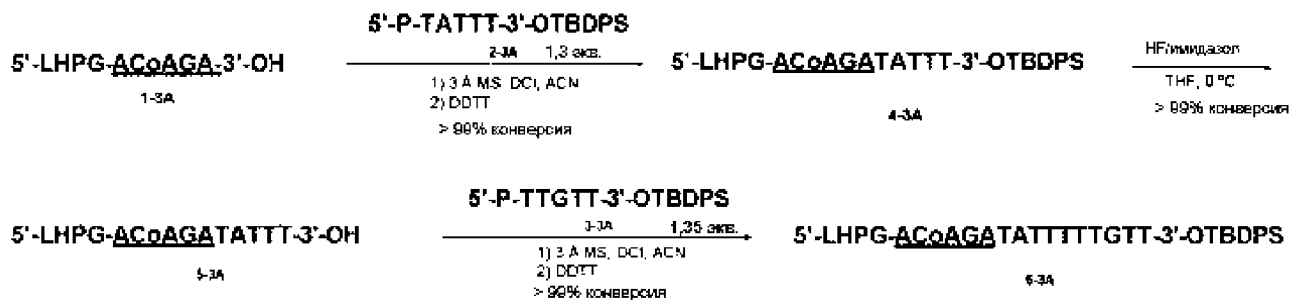 5'-P-TATTT-3'-OTBDPS
5'-LHPG-ACoAGA-3'-OH
2-3A 1,3 экв.
1) 3 Å MS, DCI, ACN
2) DDTT
> 99% конверсия
1-3A
5'-LHPG-ACoAGATATTT-3'-OTBDPS
4-3A
HF/имидазол
THF, 0 °C
> 99% конверсия
5'-P-TTGTT-3'-OTBDPS
5'-LHPG-ACoAGATATTT-3'-OH
3-3A 1,35 экв.
1) 3 Å MS, DCI, ACN
2) DDTT
> 99% конверсия
5-3A
5'-LHPG-ACoAGATATTTTTGTT-3'-OTBDPS
6-3A